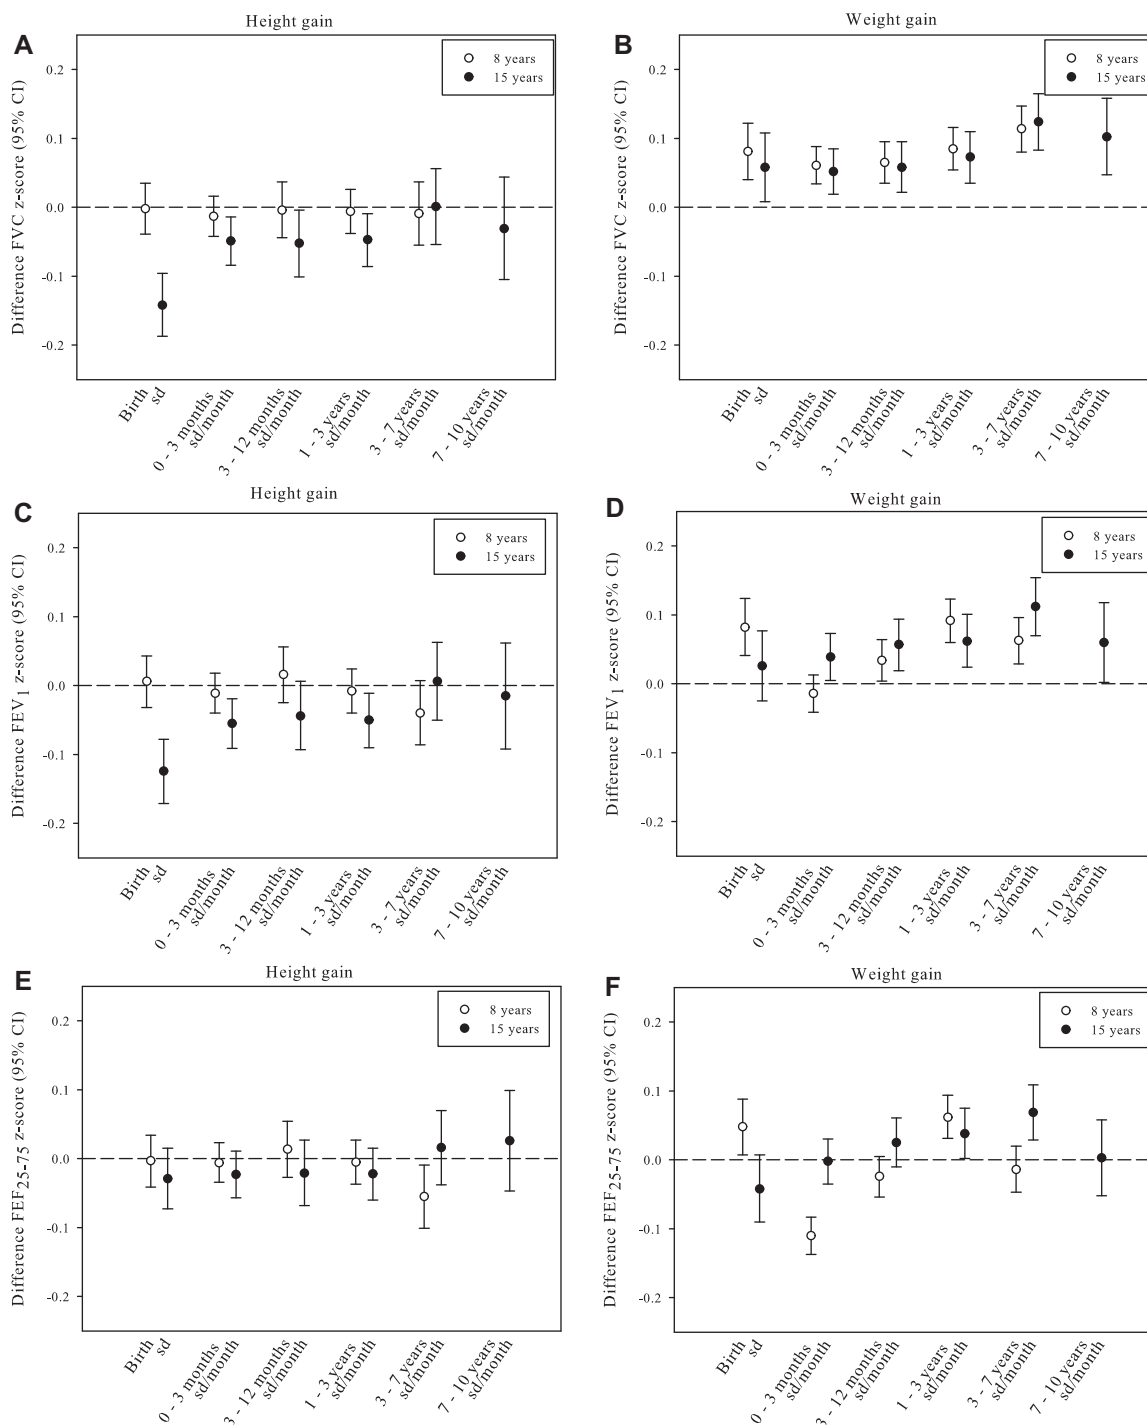 A
Height gain
8 years
15 years
Difference FVC z-score (95% CI)
0.2
0.1
0.0
-0.1
-0.2
Birth
sd
0 - 3 months
sd/month
3 - 12 months
sd/month
1 - 3 years
sd/month
3 - 7 years
sd/month
7 - 10 years
sd/month
B
Weight gain
8 years
15 years
Difference FVC z-score (95% CI)
0.2
0.1
0.0
-0.1
-0.2
Birth
sd
0 - 3 months
sd/month
3 - 12 months
sd/month
1 - 3 years
sd/month
3 - 7 years
sd/month
7 - 10 years
sd/month
C
Height gain
8 years
15 years
Difference FEV1 z-score (95% CI)
0.2
0.1
0.0
-0.1
-0.2
Birth
sd
0 - 3 months
sd/month
3 - 12 months
sd/month
1 - 3 years
sd/month
3 - 7 years
sd/month
7 - 10 years
sd/month
D
Weight gain
8 years
15 years
Difference FEV1 z-score (95% CI)
0.2
0.1
0.0
-0.1
-0.2
Birth
sd
0 - 3 months
sd/month
3 - 12 months
sd/month
1 - 3 years
sd/month
3 - 7 years
sd/month
7 - 10 years
sd/month
E
Height gain
8 years
15 years
Difference FEF25-75 z-score (95% CI)
0.2
0.1
0.0
-0.1
-0.2
Birth
sd
0 - 3 months
sd/month
3 - 12 months
sd/month
1 - 3 years
sd/month
3 - 7 years
sd/month
7 - 10 years
sd/month
F
Weight gain
8 years
15 years
Difference FEF25-75 z-score (95% CI)
0.2
0.1
0.0
-0.1
-0.2
Birth
sd
0 - 3 months
sd/month
3 - 12 months
sd/month
1 - 3 years
sd/month
3 - 7 years
sd/month
7 - 10 years
sd/month